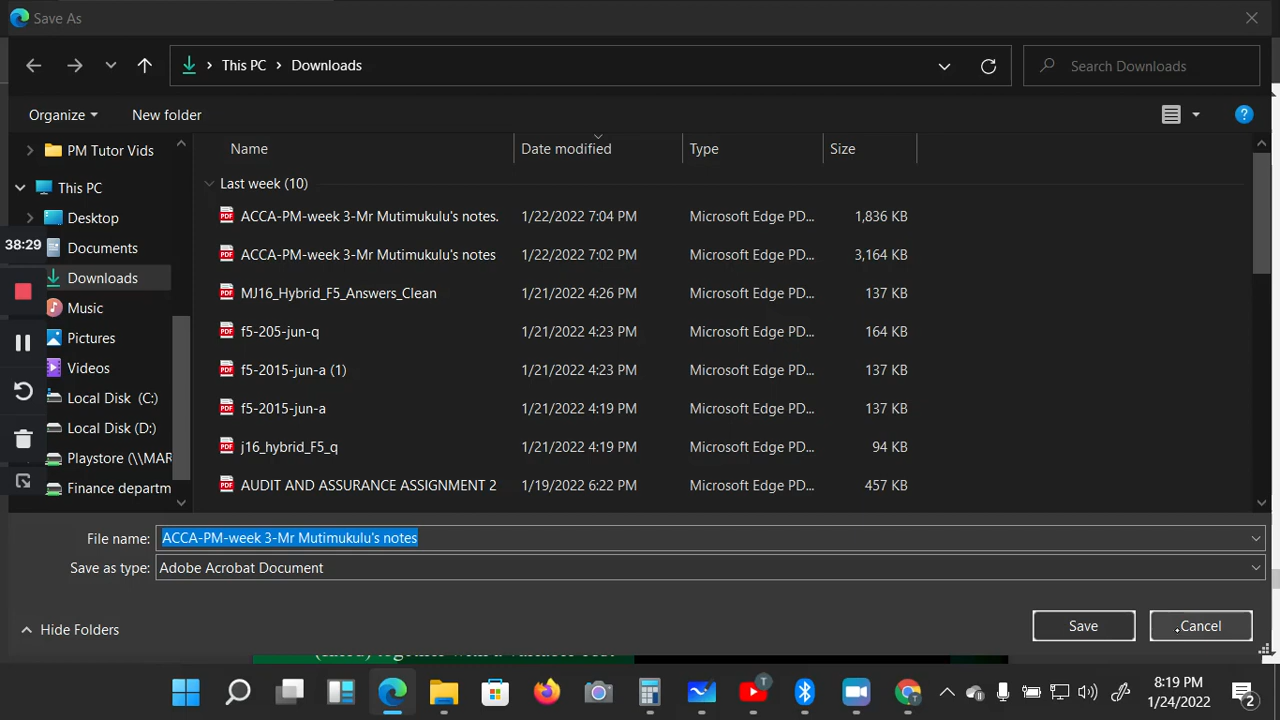 Save As
This PC > Downloads
Search Downloads
Organize
New folder
Name
Date modified
Type
Size
PM Tutor Vids
This PC
Desktop
38:29
Documents
Downloads
Music
Pictures
Videos
Local Disk (C:)
Local Disk (D:)
Playstore (\\MAR
Finance departm
Last week (10)
ACCA-PM-week 3-Mr Mutimukulu's notes. 1/22/2022 7:04 PM Microsoft Edge PD... 1,836 KB
ACCA-PM-week 3-Mr Mutimukulu's notes 1/22/2022 7:02 PM Microsoft Edge PD... 3,164 KB
MJ16_Hybrid_F5_Answers_Clean 1/21/2022 4:26 PM Microsoft Edge PD... 137 KB
f5-205-jun-q 1/21/2022 4:23 PM Microsoft Edge PD... 164 KB
f5-2015-jun-a (1) 1/21/2022 4:23 PM Microsoft Edge PD... 137 KB
f5-2015-jun-a 1/21/2022 4:19 PM Microsoft Edge PD... 137 KB
j16_hybrid_F5_q 1/21/2022 4:19 PM Microsoft Edge PD... 94 KB
AUDIT AND ASSURANCE ASSIGNMENT 2 1/19/2022 6:22 PM Microsoft Edge PD... 457 KB
File name: ACCA-PM-week 3-Mr Mutimukulu's notes
Save as type: Adobe Acrobat Document
Hide Folders
Save
Cancel
8:19 PM
1/24/2022
2